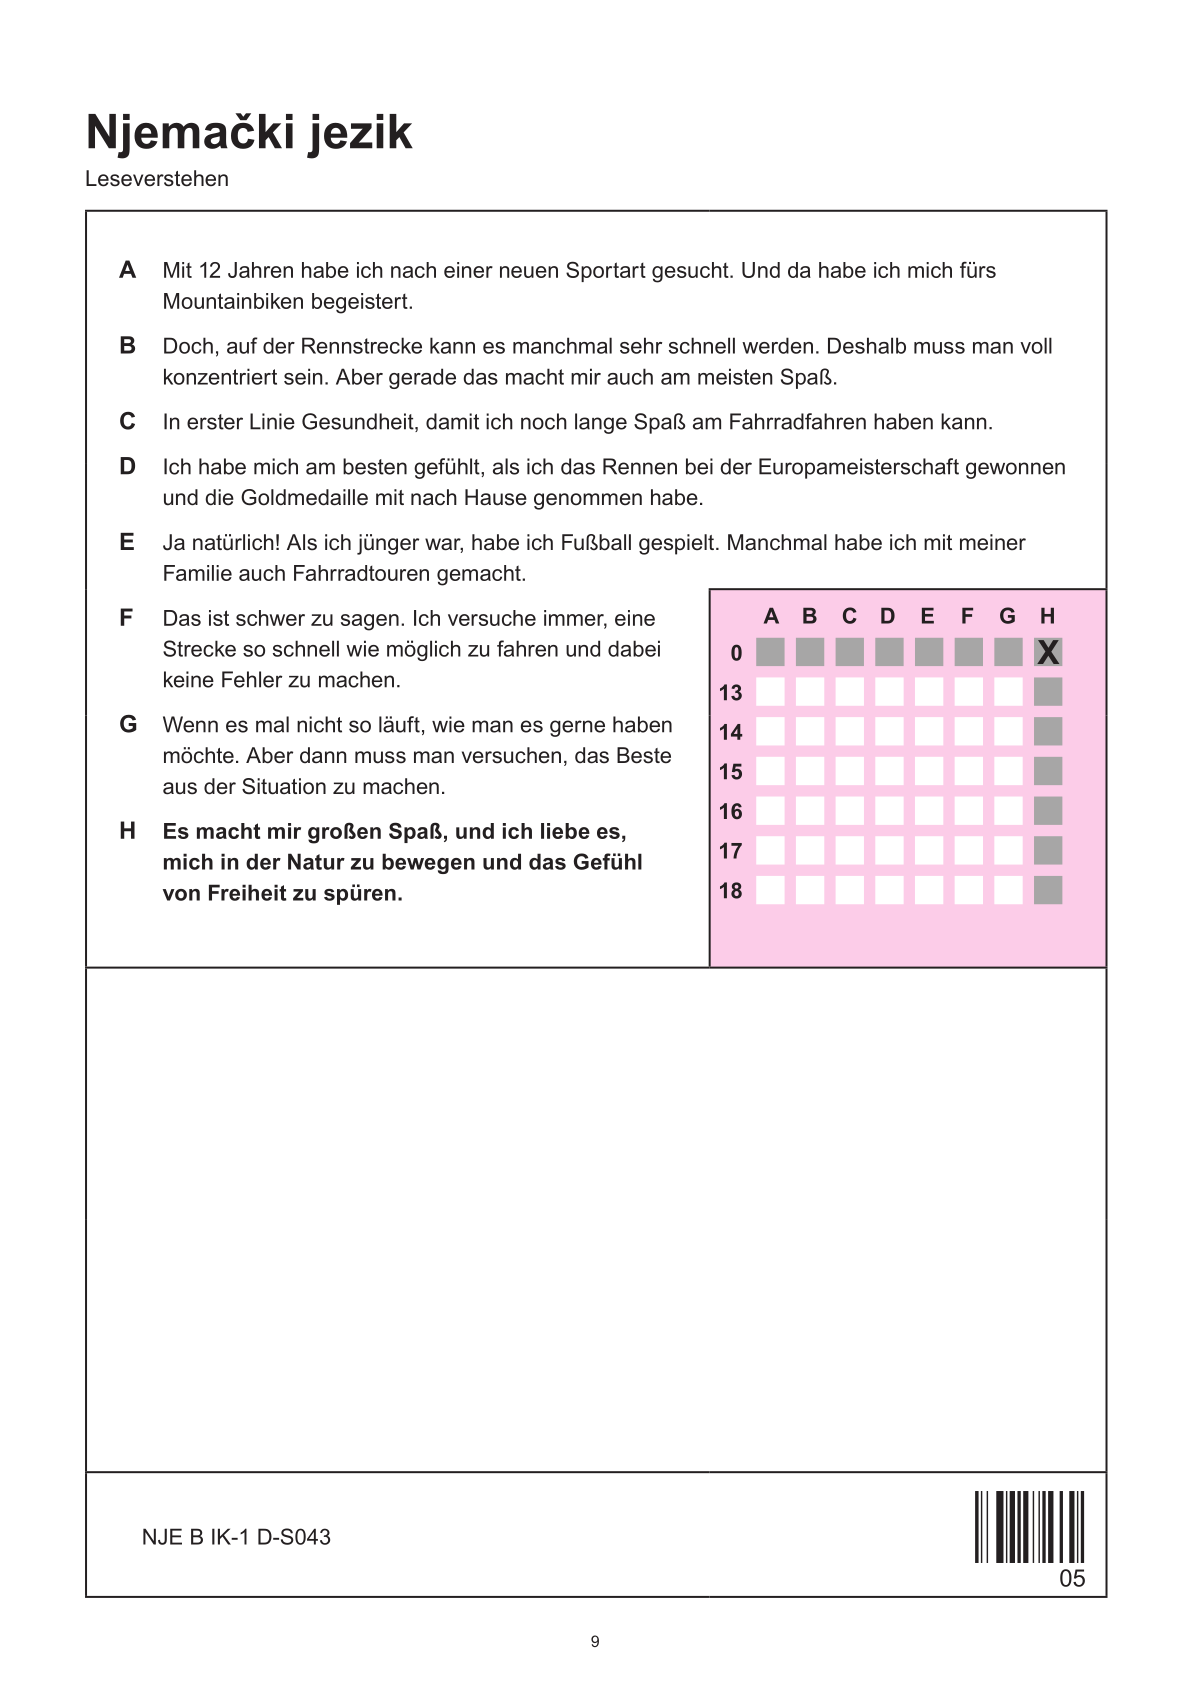 Njemački jezik
Leseverstehen
A Mit 12 Jahren habe ich nach einer neuen Sportart gesucht. Und da habe ich mich fürs
Mountainbiken begeistert.
B Doch, auf der Rennstrecke kann es manchmal sehr schnell werden. Deshalb muss man voll
konzentriert sein. Aber gerade das macht mir auch am meisten Spaß.
C In erster Linie Gesundheit, damit ich noch lange Spaß am Fahrradfahren haben kann.
D Ich habe mich am besten gefühlt, als ich das Rennen bei der Europameisterschaft gewonnen
und die Goldmedaille mit nach Hause genommen habe.
E Ja natürlich! Als ich jünger war, habe ich Fußball gespielt. Manchmal habe ich mit meiner
Familie auch Fahrradtouren gemacht.
F Das ist schwer zu sagen. Ich versuche immer, eine
Strecke so schnell wie möglich zu fahren und dabei
keine Fehler zu machen.
G Wenn es mal nicht so läuft, wie man es gerne haben
möchte. Aber dann muss man versuchen, das Beste
aus der Situation zu machen.
H Es macht mir großen Spaß, und ich liebe es,
mich in der Natur zu bewegen und das Gefühl
von Freiheit zu spüren.
A B C D E F G H
0 X
13
14
15
16
17
18
NJE B IK-1 D-S043
05
9